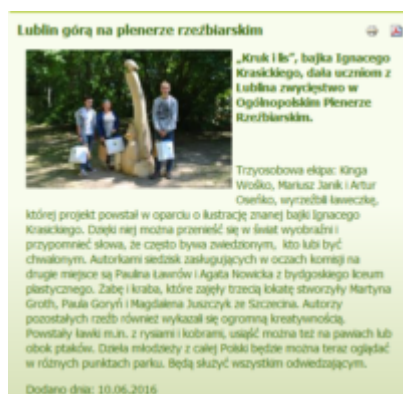 Lublin górą na plenerze rzeźbiarskim
„Kruk i lis”, bajka Ignacego
Krasickiego, dała uczniom z
Lublina zwycięstwo w
Ogólnopolskim Plenerze
Rzeźbiarskim.
Trzyosobowa ekipa: Kinga
Wośko, Mariusz Janik i Artur
Oseńko, wyrzeźbił ławeczkę,
której projekt powstał w oparciu o ilustrację znanej bajki Ignacego
Krasickiego. Dzięki niej można przenieść się w świat wyobraźni i
przypomnieć słowa, że często bywa zwiedzionym, kto lubi być
chwalonym. Autorkami siedzisk zasługujących w oczach komisji na
drugie miejsce są Paulina Ławrów i Agata Nowicka z bydgoskiego liceum
plastycznego. Żabę i kraba, które zajęły trzecią lokatę stworzyły Martyna
Groth, Paula Goryń i Magdalena Juszczyk ze Szczecina. Autorzy
pozostałych rzeźb również wykazali się ogromną kreatywnością.
Powstały ławki m.in. z rysiami i kobrami, usiąść można też na pawiach lub
obok ptaków. Dzieła młodzieży z całej Polski będzie można teraz oglądać
w różnych punktach parku. Będą służyć wszystkim odwiedzającym.
Dodano dnia: 10.06.2016